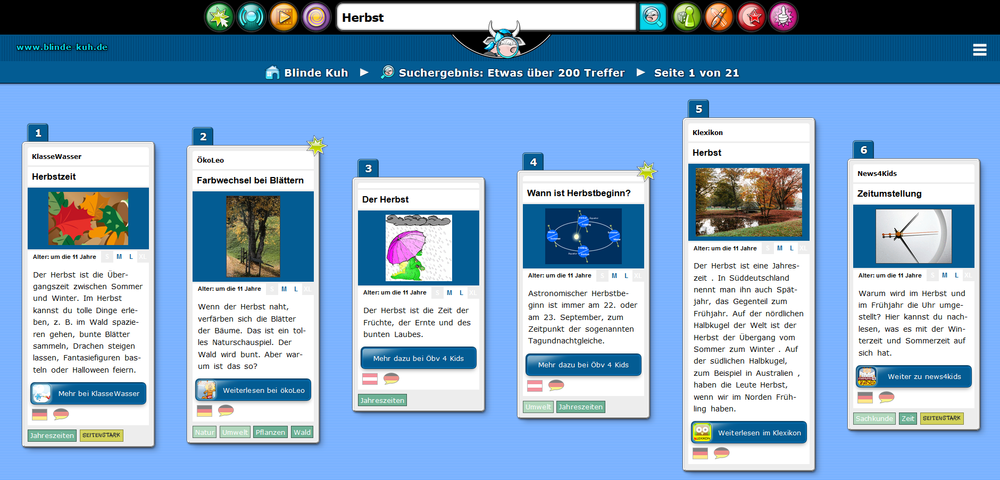 Herbst
www.blinde-kuh.de
Blinde Kuh
Suchergebnis: Etwas über 200 Treffer
Seite 1 von 21
1
KlasseWasser
Herbstzeit
Alter: um die 11 Jahre S M L XL
Der Herbst ist die Über-
gangszeit zwischen Sommer
und Winter. Im Herbst
kannst du tolle Dinge erle-
ben, z. B. im Wald spazie-
ren gehen, bunte Blätter
sammeln, Drachen steigen
lassen, Fantasiefiguren bas-
teln oder Halloween feiern.
Mehr bei KlasseWasser
Jahreszeiten SEITENSTARK
2
ÖkoLeo
Farbwechsel bei Blättern
Alter: um die 11 Jahre S M L XL
Wenn der Herbst naht,
verfärben sich die Blätter
der Bäume. Das ist ein tol-
les Naturschauspiel. Der
Wald wird bunt. Aber war-
um ist das so?
Weiterlesen bei ökoLeo
Natur Umwelt Pflanzen Wald
3
Der Herbst
Alter: um die 11 Jahre S M L XL
Der Herbst ist die Zeit der
Früchte, der Ernte und des
bunten Laubes.
Mehr dazu bei Öbv 4 Kids
Jahreszeiten
4
Wann ist Herbstbeginn?
Herbst
Äquator
Frühling
Winter
Sommer
Sommer
Winter
Frühling
Äquator
Herbst
Alter: um die 11 Jahre S M L XL
Astronomischer Herbstbe-
ginn ist immer am 22. oder
am 23. September, zum
Zeitpunkt der sogenannten
Tagundnachtgleiche.
Mehr dazu bei Öbv 4 Kids
Umwelt Jahreszeiten
5
Klexikon
Herbst
Alter: um die 11 Jahre S M L XL
Der Herbst ist eine Jahres-
zeit . In Süddeutschland
nennt man ihn auch Spät-
jahr, das Gegenteil zum
Frühjahr. Auf der nördlichen
Halbkugel der Welt ist der
Herbst der Übergang vom
Sommer zum Winter . Auf
der südlichen Halbkugel,
zum Beispiel in Australien ,
haben die Leute Herbst,
wenn wir im Norden Früh-
ling haben.
KLEXIKON
Weiterlesen im Klexikon
6
News4Kids
Zeitumstellung
Alter: um die 11 Jahre S M L XL
Warum wird im Herbst und
im Frühjahr die Uhr umge-
stellt? Hier kannst du nach-
lesen, was es mit der Win-
terzeit und Sommerzeit auf
sich hat.
NEWS4
KIDS
Weiter zu news4kids
Sachkunde Zeit SEITENSTARK